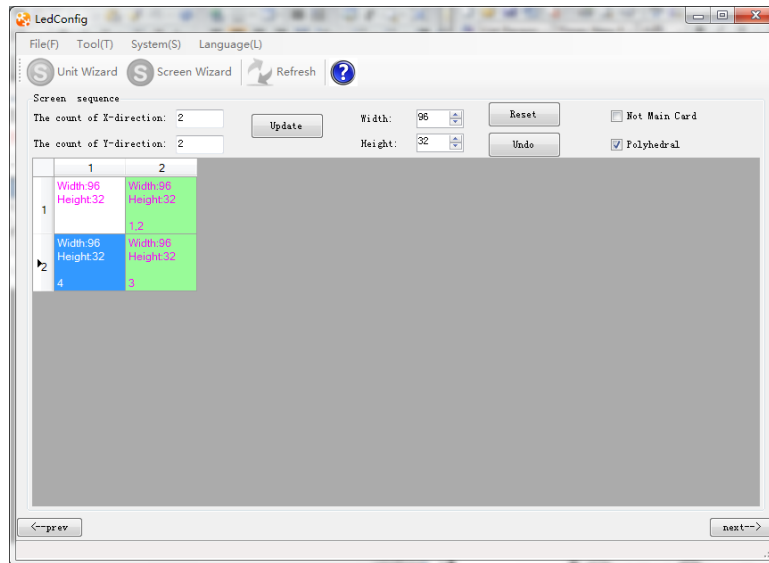 LedConfig
File(F) Tool(T) System(S) Language(L)
S Unit Wizard S Screen Wizard Refresh ?
Screen sequence
The count of X-direction: 2 Update Width: 96 Reset Not Main Card
The count of Y-direction: 2 Height: 32 Undo Polyhedral
1 2
Width:96 Width:96
1 Height:32 Height:32
1,2
Width:96 Width:96
2 Height:32 Height:32
4 3
<--prev next-->